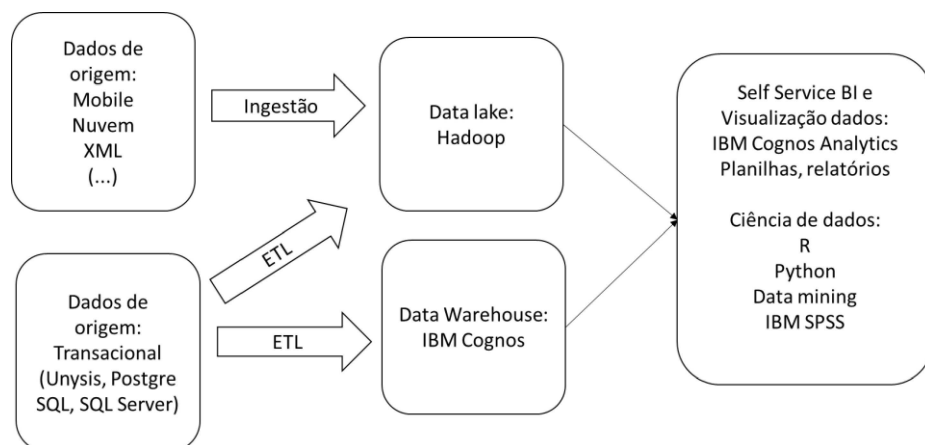 Dados de
origem:
Mobile
Nuvem
XML
(...)
Ingestão
Data lake:
Hadoop
Self Service BI e
Visualização dados:
IBM Cognos Analytics
Planilhas, relatórios
Ciência de dados:
R
Python
Data mining
IBM SPSS
Dados de
origem:
Transacional
(Unysis, Postgre
SQL, SQL Server)
ETL
ETL
Data Warehouse:
IBM Cognos